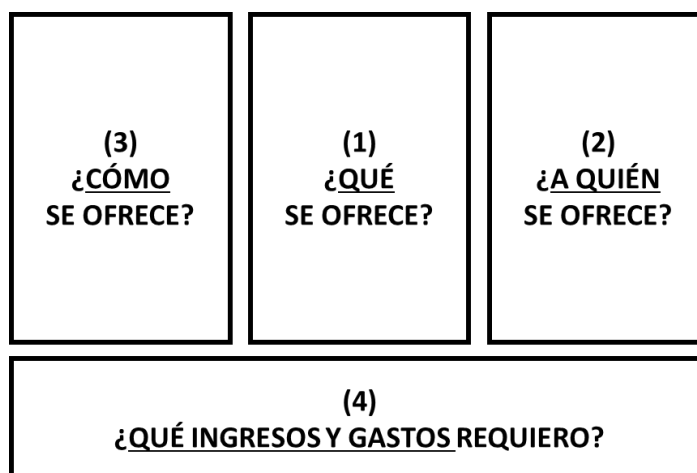 (3)
¿CÓMO
SE OFRECE?
(1)
¿QUÉ
SE OFRECE?
(2)
¿A QUIÉN
SE OFRECE?
(4)
¿QUÉ INGRESOS Y GASTOS REQUIERO?